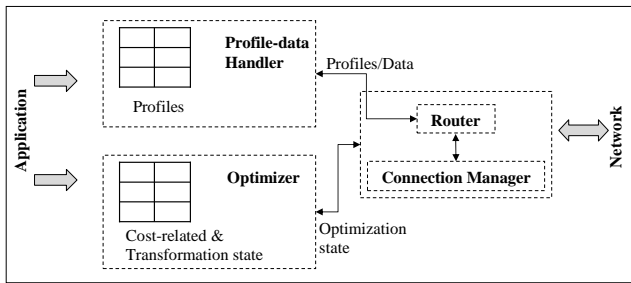 Application
Profile-data
Handler
Profiles
Profiles/Data
Router
Connection Manager
Network
Optimizer
Cost-related &
Transformation state
Optimization
state